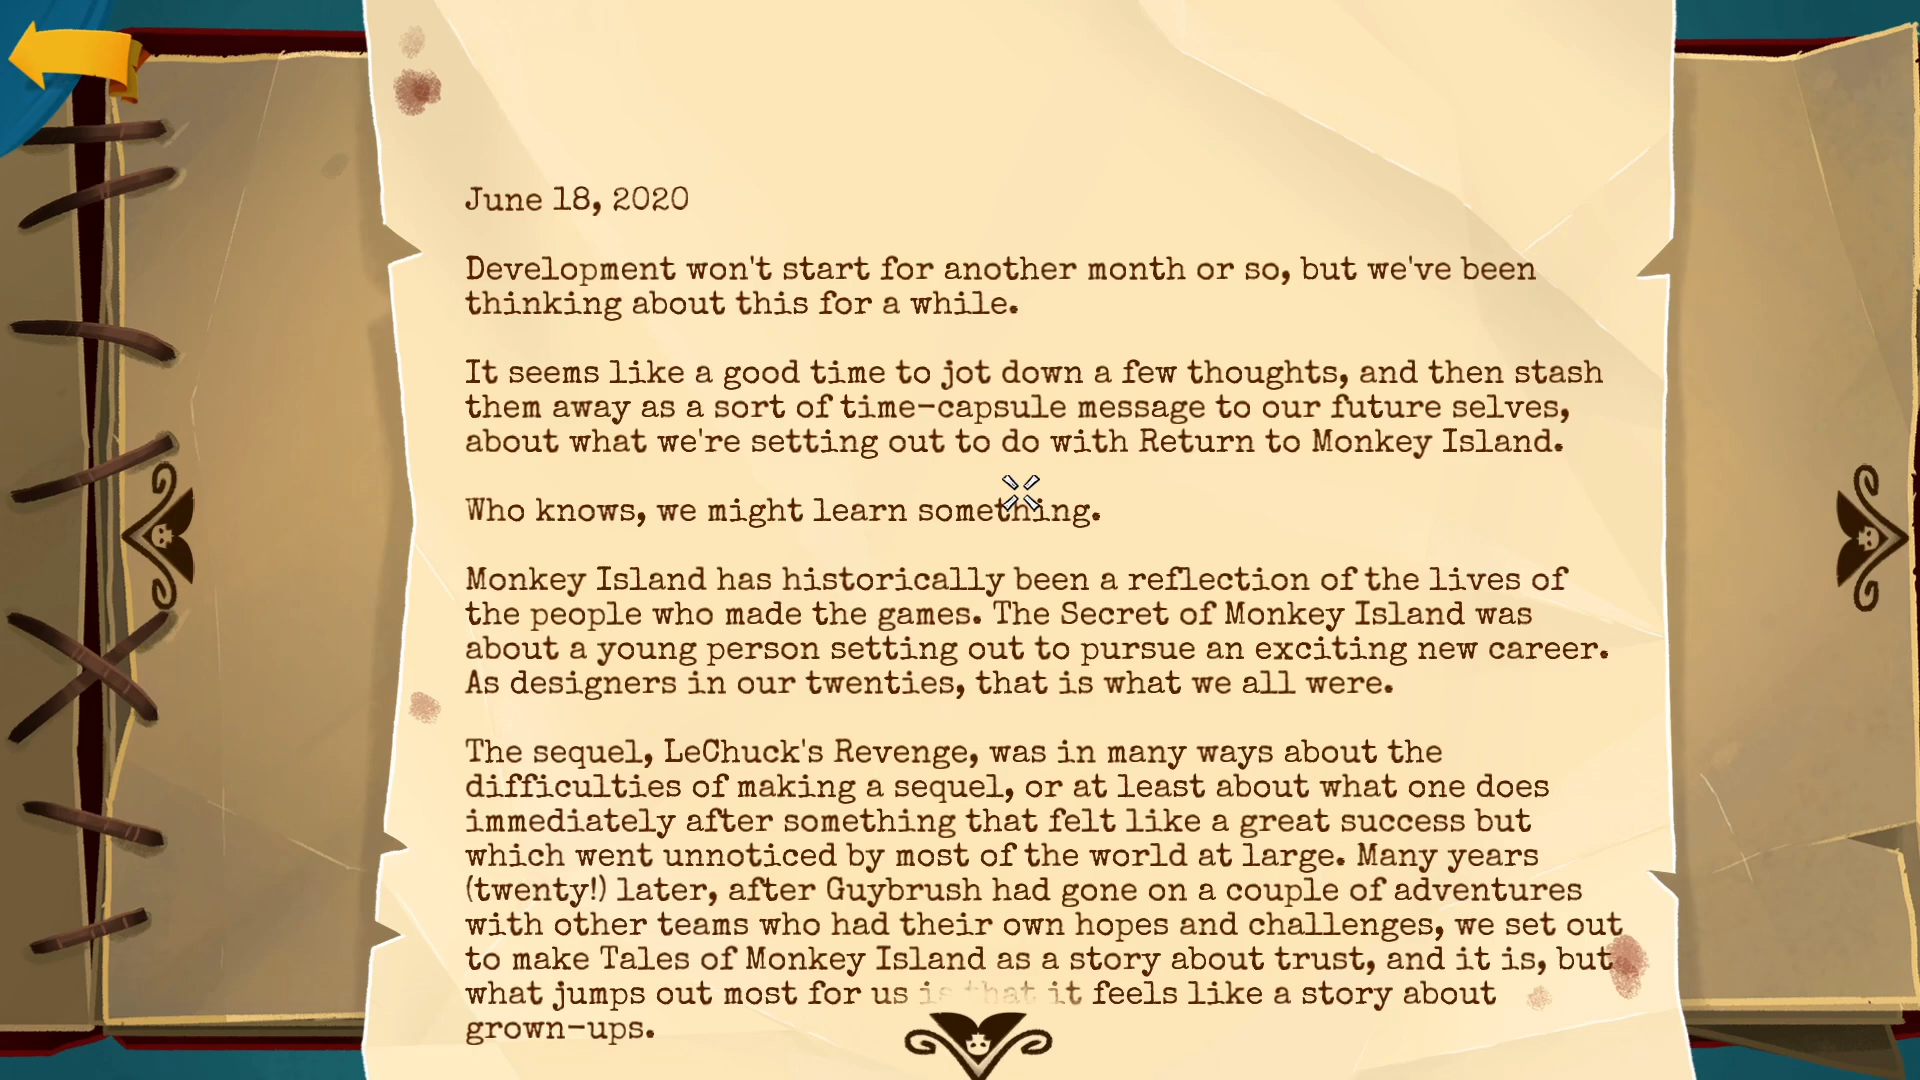 June 18, 2020
Development won't start for another month or so, but we've been
thinking about this for a while.
It seems like a good time to jot down a few thoughts, and then stash
them away as a sort of time-capsule message to our future selves,
about what we're setting out to do with Return to Monkey Island.
Who knows, we might learn something.
Monkey Island has historically been a reflection of the lives of
the people who made the games. The Secret of Monkey Island was
about a young person setting out to pursue an exciting new career.
As designers in our twenties, that is what we all were.
The sequel, LeChuck's Revenge, was in many ways about the
difficulties of making a sequel, or at least about what one does
immediately after something that felt like a great success but
which went unnoticed by most of the world at large. Many years
(twenty!) later, after Guybrush had gone on a couple of adventures
with other teams who had their own hopes and challenges, we set out
to make Tales of Monkey Island as a story about trust, and it is, but
what jumps out most for us is that it feels like a story about
grown-ups.